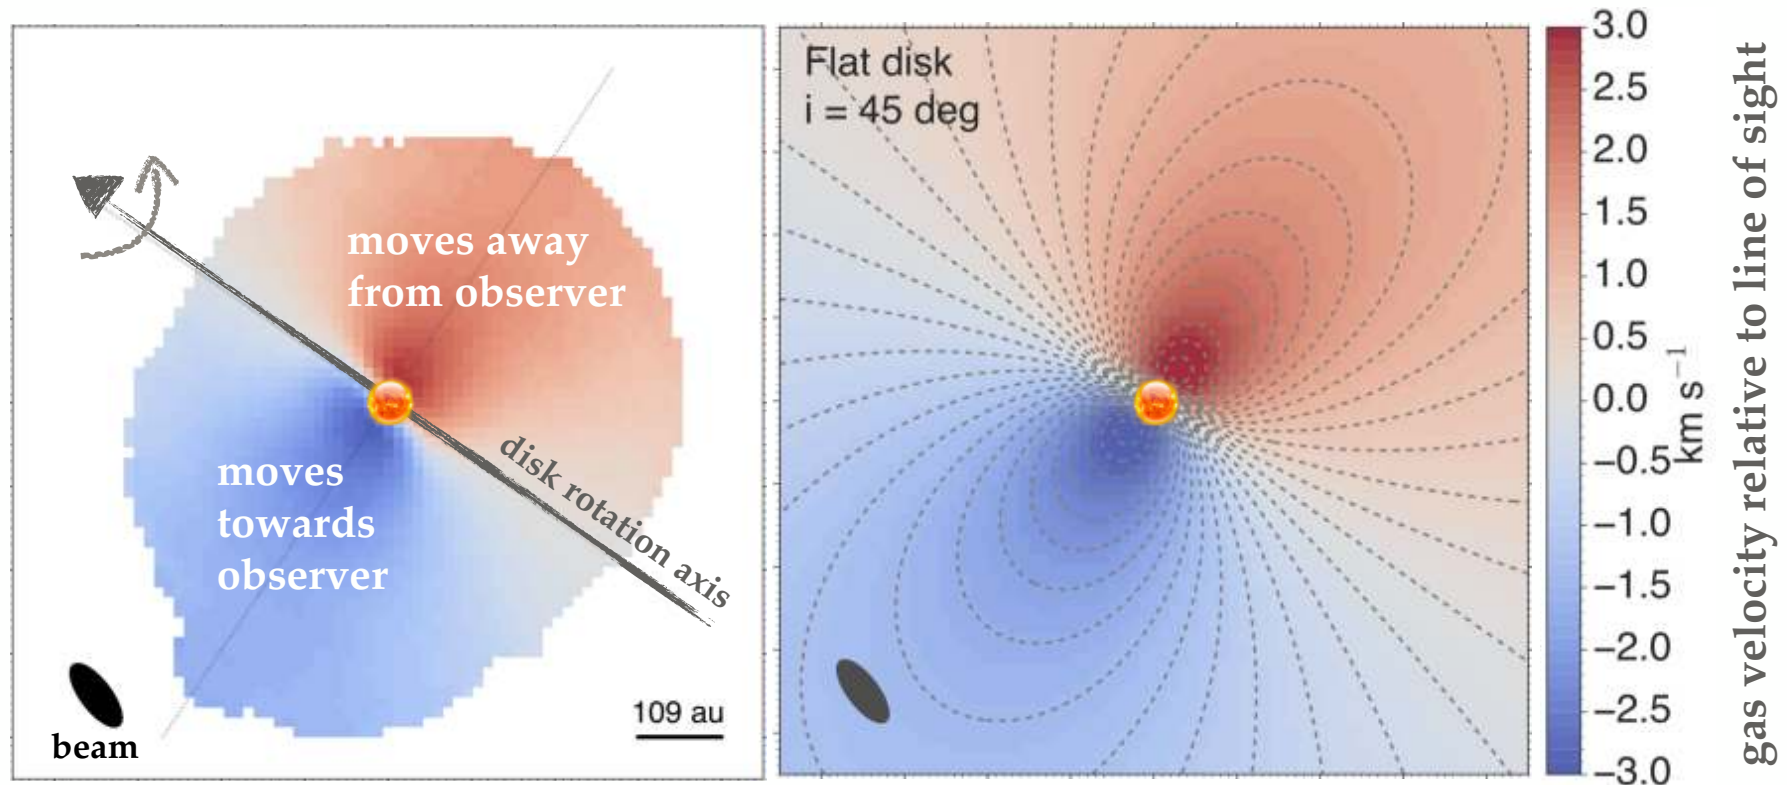 moves away
from observer
moves
towards
observer
disk rotation axis
beam
109 au
Flat disk
i = 45 deg
3.0
2.5
2.0
1.5
1.0
0.5
0.0
−0.5
−1.0
−1.5
−2.0
−2.5
−3.0
km s⁻¹
gas velocity relative to line of sight